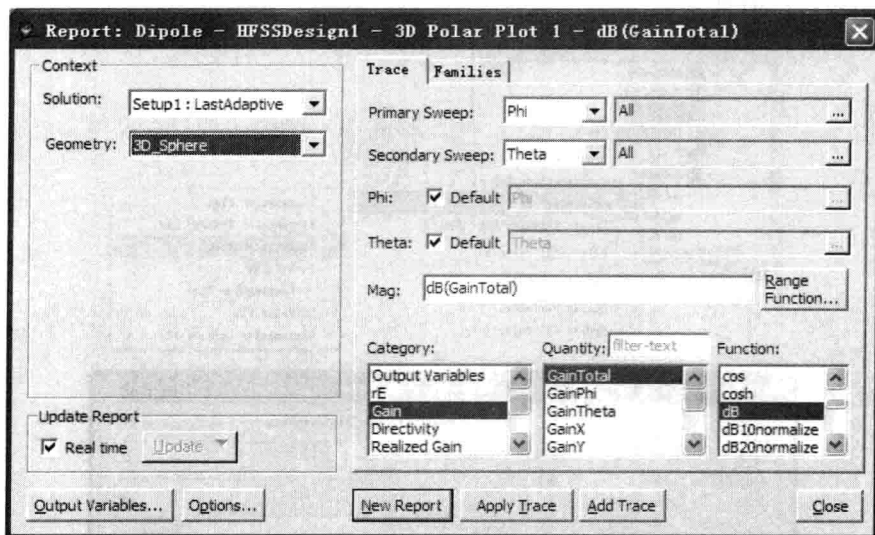 Report: Dipole - HFSSDesign1 - 3D Polar Plot 1 - dB(GainTotal)
Context
Solution: Setup1 : LastAdaptive
Geometry: 3D_Sphere
Update Report
Real time Update
Trace Families
Primary Sweep: Phi All ...
Secondary Sweep: Theta All ...
Phi: Default Phi ...
Theta: Default Theta ...
Mag: dB(GainTotal)
Range
Function...
Category: Quantity: filter-text Function:
Output Variables GainTotal cos
rE GainPhi cosh
Gain GainTheta dB
Directivity GainX dB10normalize
Realized Gain GainY dB20normalize
Output Variables... Options... New Report Apply Trace Add Trace Close